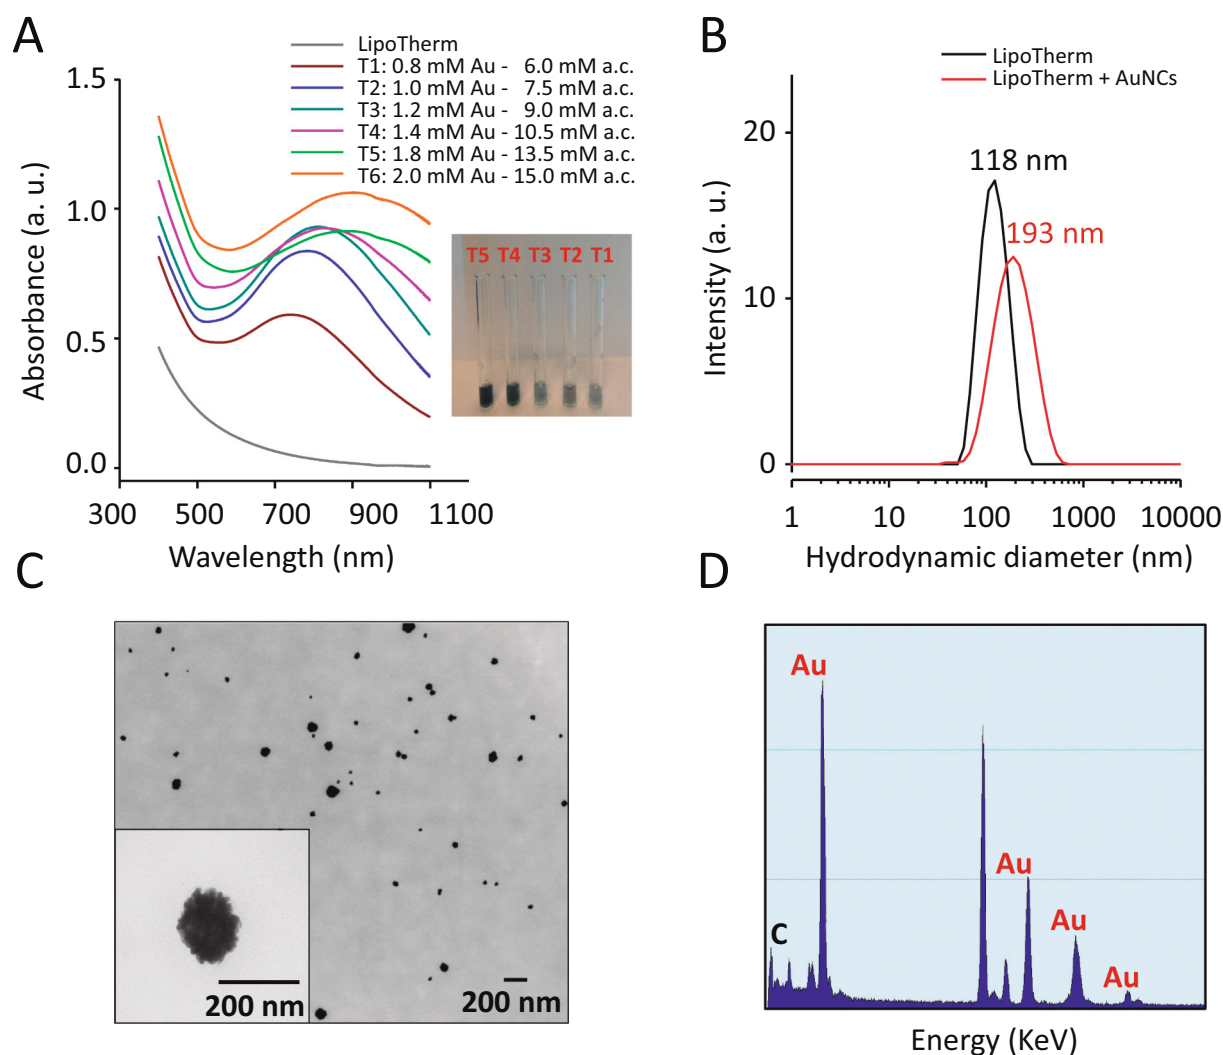 A
LipoTherm
T1: 0.8 mM Au - 6.0 mM a.c.
T2: 1.0 mM Au - 7.5 mM a.c.
T3: 1.2 mM Au - 9.0 mM a.c.
T4: 1.4 mM Au - 10.5 mM a.c.
T5: 1.8 mM Au - 13.5 mM a.c.
T6: 2.0 mM Au - 15.0 mM a.c.
1.5
1.0
0.5
0.0
Absorbance (a. u.)
T5 T4 T3 T2 T1
300 500 700 900 1100
Wavelength (nm)
B
LipoTherm
LipoTherm + AuNCs
20
10
0
Intensity (a. u.)
118 nm
193 nm
1 10 100 1000 10000
Hydrodynamic diameter (nm)
C
200 nm
200 nm
D
Au
Au
Au
Au
C
Energy (KeV)